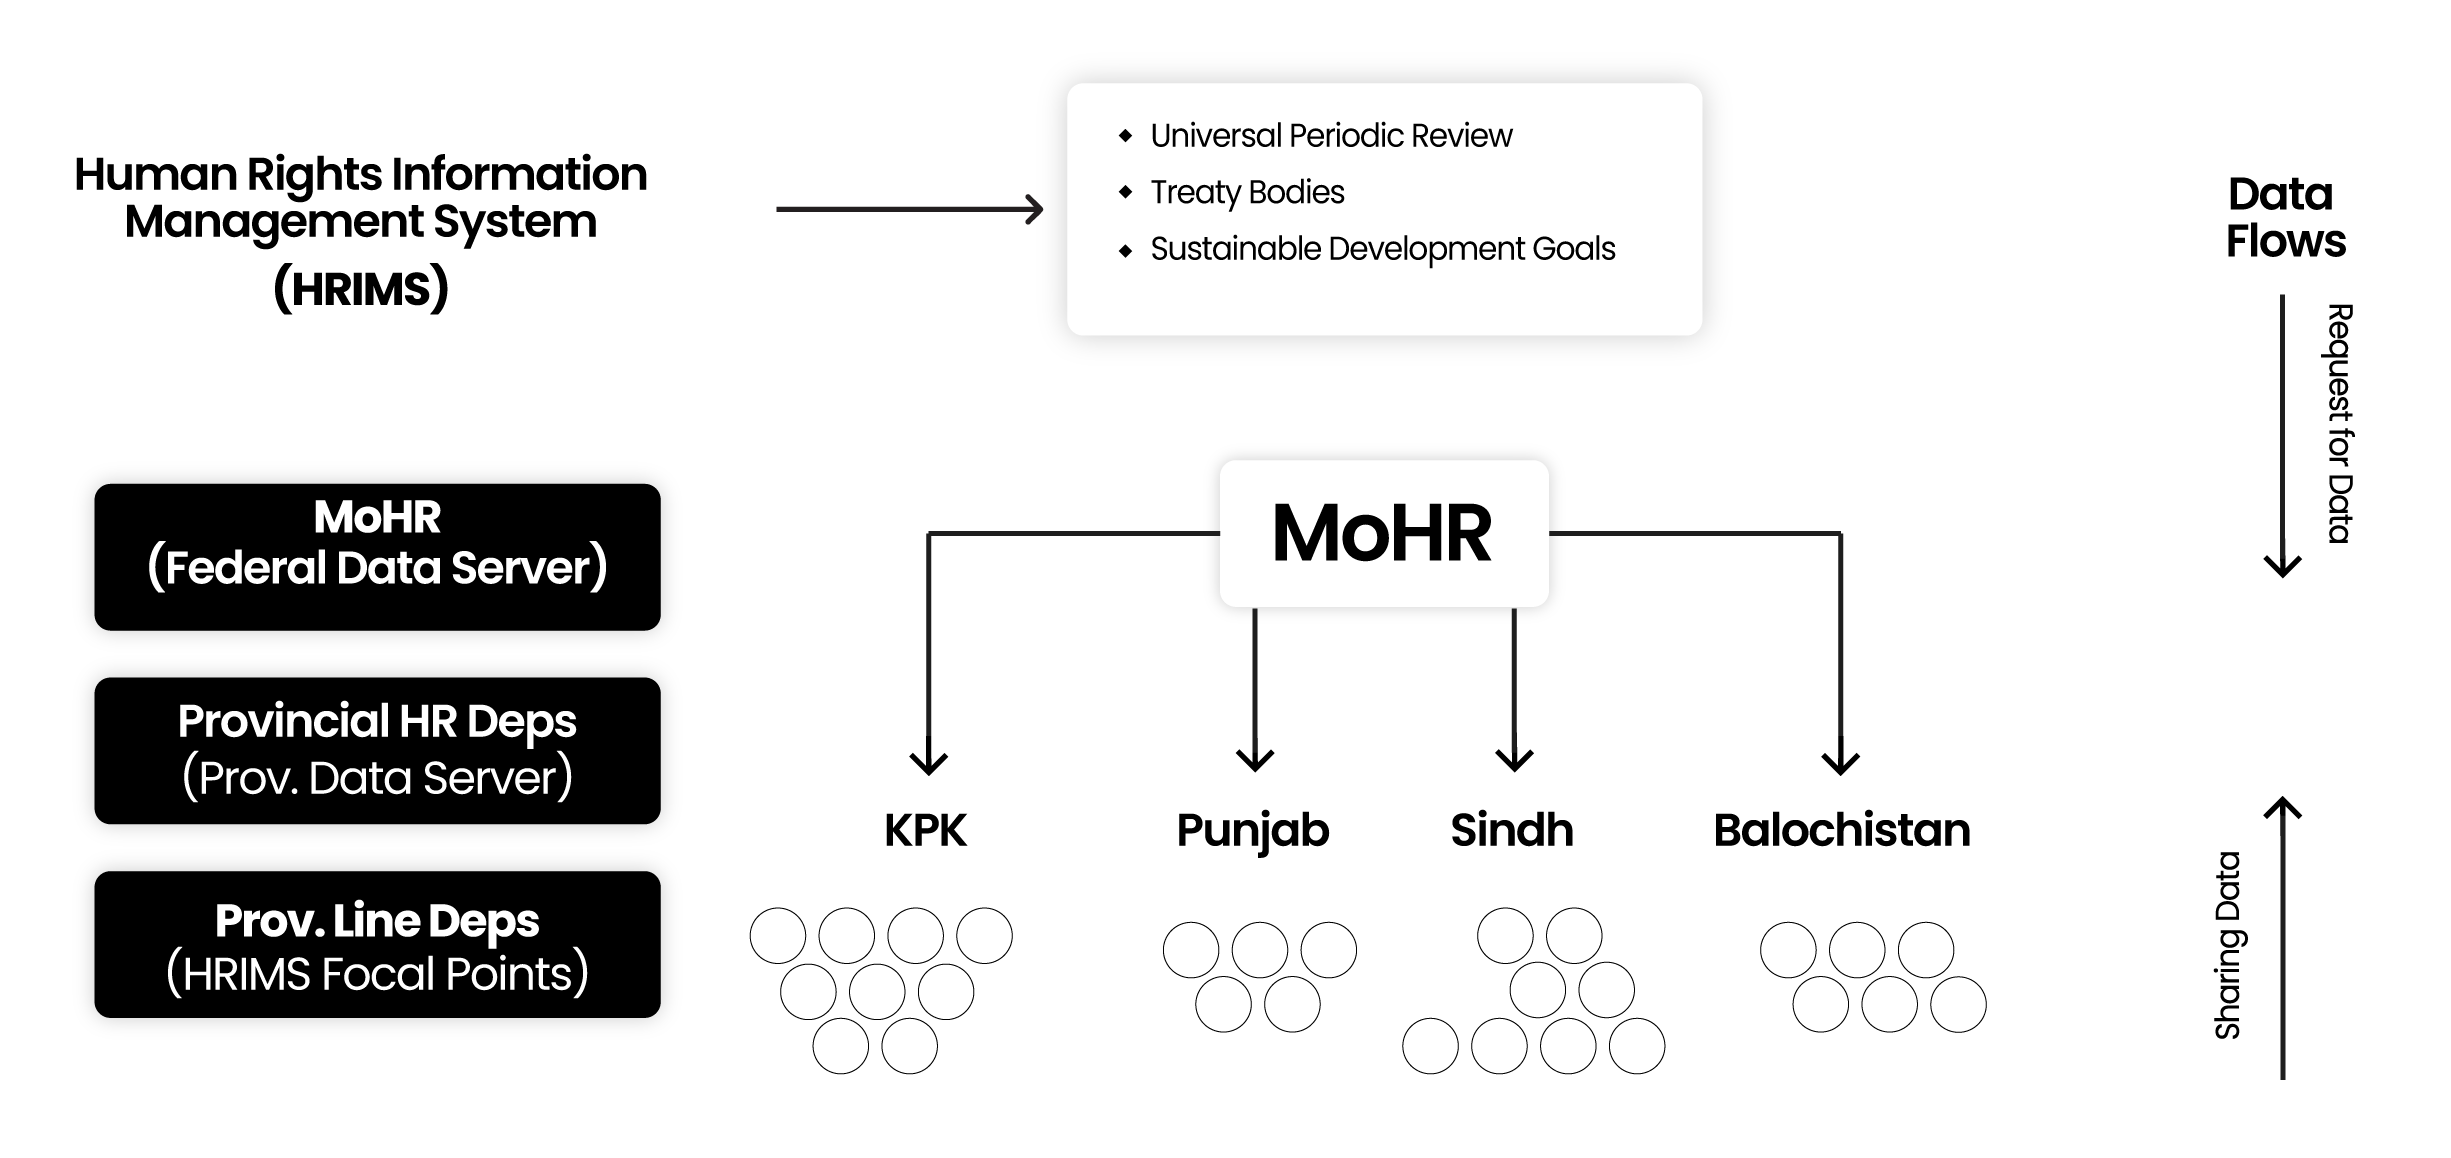 Human Rights Information
Management System
(HRIMS)
◆ Universal Periodic Review
◆ Treaty Bodies
◆ Sustainable Development Goals
Data
Flows
Request for Data
MoHR
(Federal Data Server)
MoHR
Provincial HR Deps
(Prov. Data Server)
KPK
Punjab
Sindh
Balochistan
Prov. Line Deps
(HRIMS Focal Points)
Sharing Data